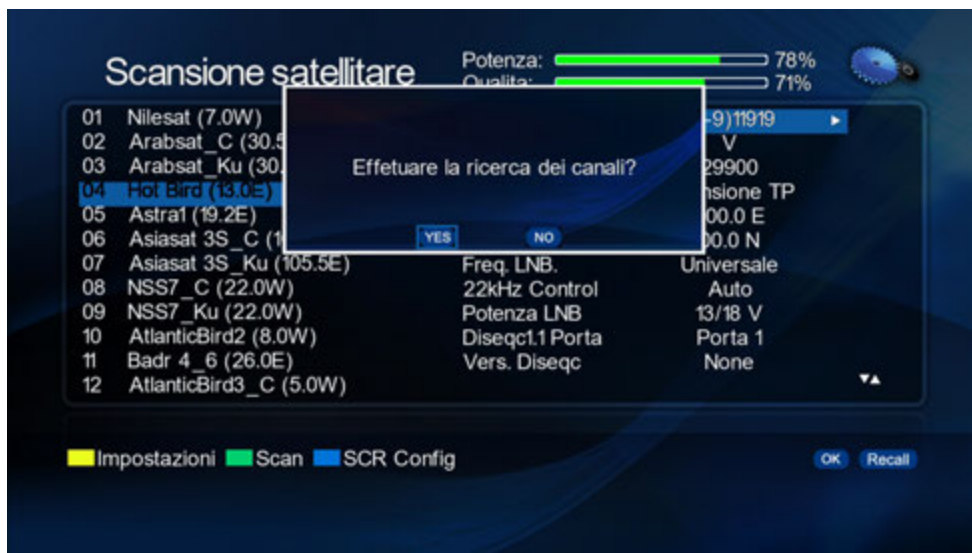 Scansione satellitare
Potenza: 78%
Qualita: 71%
01 Nilesat (7.0W)
02 Arabsat_C (30.5
03 Arabsat_Ku (30.
04 Hot Bird (13.0E)
05 Astra1 (19.2E)
06 Asiasat 3S_C (1
07 Asiasat 3S_Ku (105.5E)
08 NSS7_C (22.0W)
09 NSS7_Ku (22.0W)
10 AtlanticBird2 (8.0W)
11 Badr 4_6 (26.0E)
12 AtlanticBird3_C (5.0W)
Effetuare la ricerca dei canali?
YES NO
-9)11919
V
29900
nsione TP
00.0 E
00.0 N
Freq. LNB. Universale
22kHz Control Auto
Potenza LNB 13/18 V
Diseqc1.1 Porta Porta 1
Vers. Diseqc None
Impostazioni Scan SCR Config
OK Recall